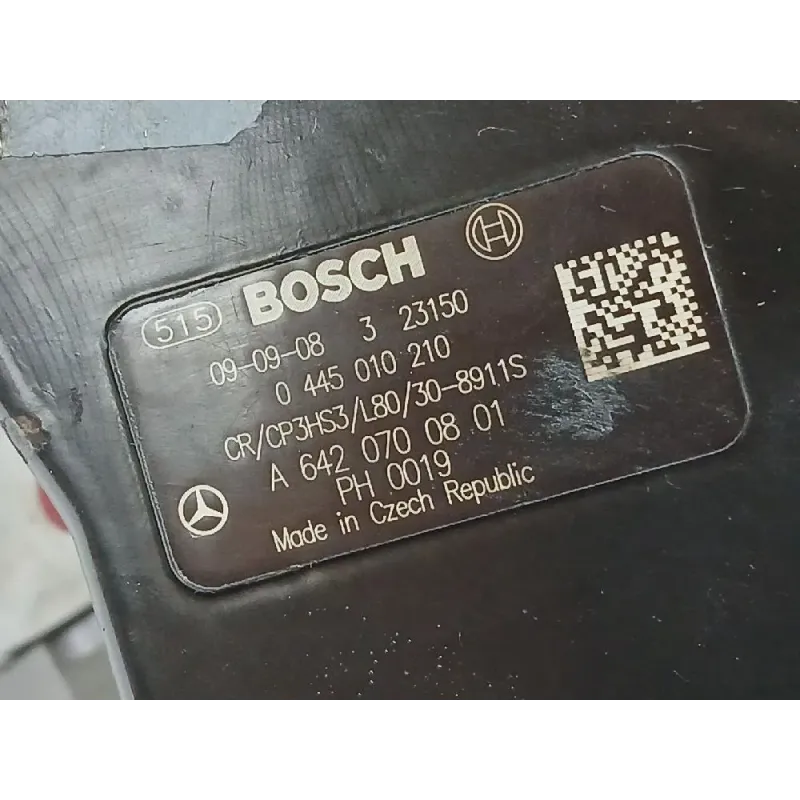 515 BOSCH
09-09-08 3 23150
0 445 010 210
CR/CP3HS3/L80/30-8911S
A 642 070 08 01
PH 0019
Made in Czech Republic